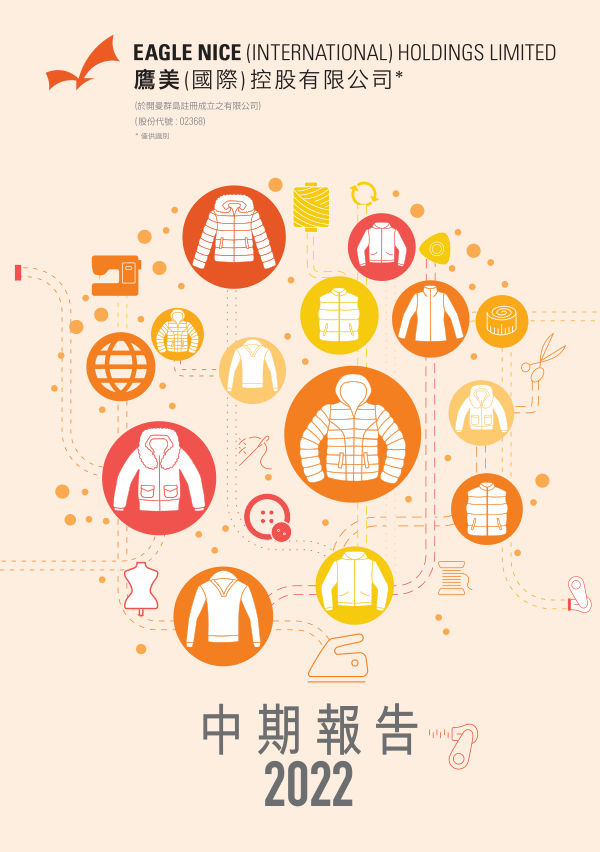 EAGLE NICE (INTERNATIONAL) HOLDINGS LIMITED
鷹美(國際)控股有限公司*
(於開曼群島註冊成立之有限公司)
(股份代號 : 02368)
* 僅供識別
中期報告
2022